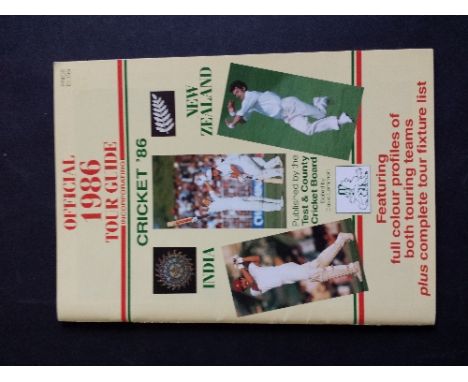 OFFICIAL
1986
TOUR GUIDE
(INCORPORATING)
CRICKET '86
NEW
ZEALAND
INDIA
Published by the
Test & County
Cricket Board
Featuring
full colour profiles of
both touring teams
plus complete tour fixture list